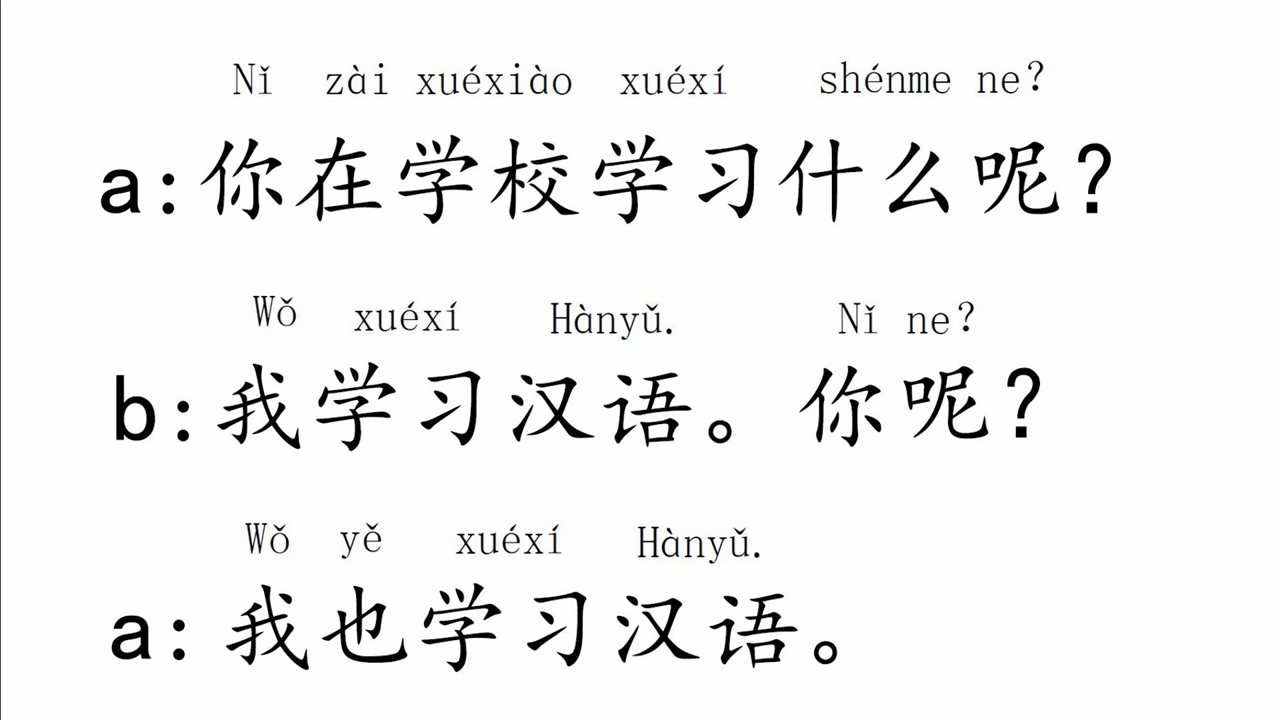 Nǐ zài xuéxiào xuéxí shénme ne?
a:你在学校学习什么呢?
Wǒ xuéxí Hànyǔ. Nǐ ne?
b:我学习汉语。你呢?
Wǒ yě xuéxí Hànyǔ.
a:我也学习汉语。